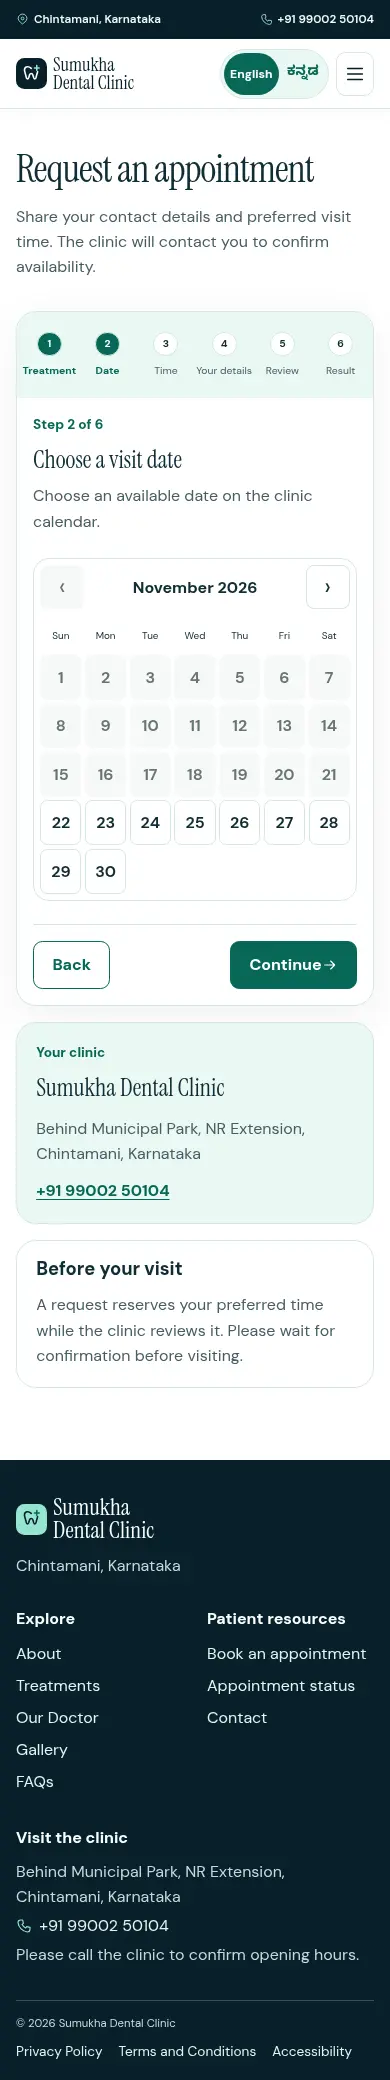 Chintamani, Karnataka
+91 99002 50104
Sumukha
Dental Clinic
English
ಕನ್ನಡ
Request an appointment
Share your contact details and preferred visit
time. The clinic will contact you to confirm
availability.
1 2 3 4 5 6
Treatment Date Time Your details Review Result
Step 2 of 6
Choose a visit date
Choose an available date on the clinic
calendar.
‹ November 2026 ›
Sun Mon Tue Wed Thu Fri Sat
1 2 3 4 5 6 7
8 9 10 11 12 13 14
15 16 17 18 19 20 21
22 23 24 25 26 27 28
29 30
Back Continue→
Your clinic
Sumukha Dental Clinic
Behind Municipal Park, NR Extension,
Chintamani, Karnataka
+91 99002 50104
Before your visit
A request reserves your preferred time
while the clinic reviews it. Please wait for
confirmation before visiting.
Sumukha
Dental Clinic
Chintamani, Karnataka
Explore
About
Treatments
Our Doctor
Gallery
FAQs
Patient resources
Book an appointment
Appointment status
Contact
Visit the clinic
Behind Municipal Park, NR Extension,
Chintamani, Karnataka
+91 99002 50104
Please call the clinic to confirm opening hours.
© 2026 Sumukha Dental Clinic
Privacy Policy Terms and Conditions Accessibility